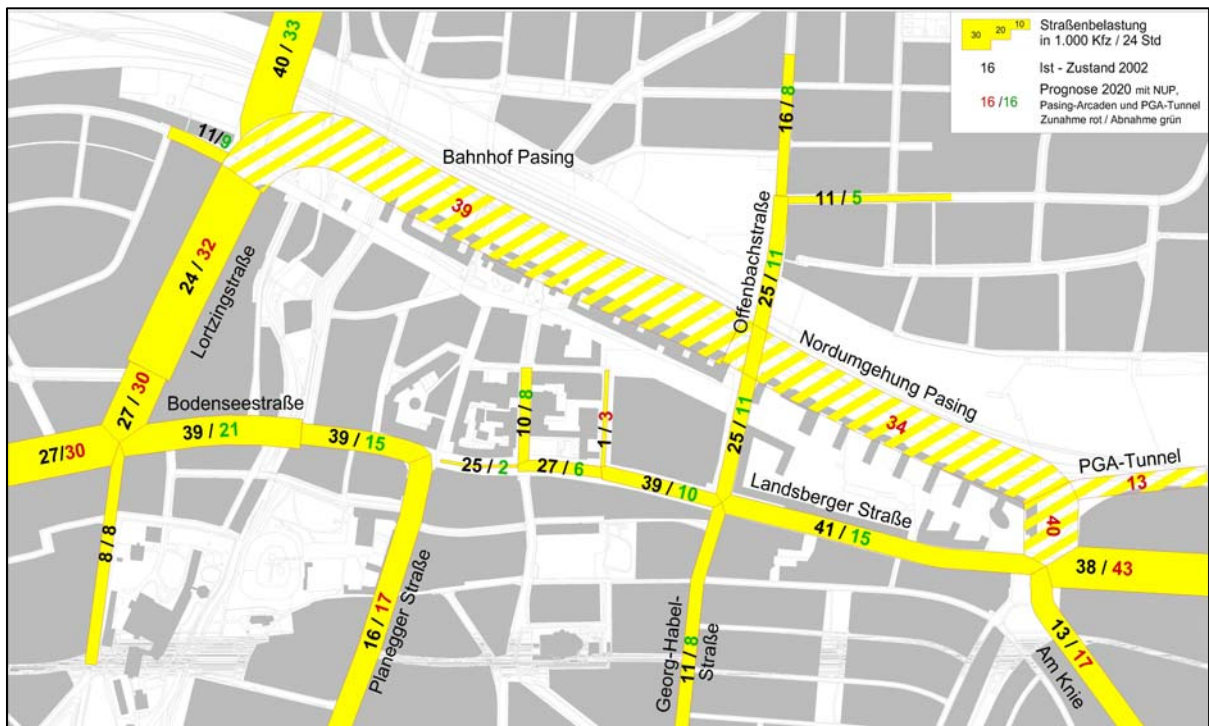 30 20 10
Straßenbelastung
in 1.000 Kfz / 24 Std
16
Ist - Zustand 2002
16 / 16
Prognose 2020 mit NUP,
Pasing-Arcaden und PGA-Tunnel
Zunahme rot / Abnahme grün
40 / 33
11/9
Bahnhof Pasing
39
16 / 8
11 / 5
Offenbachstraße
25 / 11
24 / 32
Lortzingstraße
Nordumgehung Pasing
34
27 / 30
Bodenseestraße
39 / 21
39 / 15
10 / 8
1 / 3
25 / 11
27/30
25 / 2
27 / 6
39 / 10
Landsberger Straße
41 / 15
PGA-Tunnel
13
40
38 / 43
8 / 8
Planegger Straße
16 / 17
Georg-Habel-
Straße
11 / 8
13 / 17
Am Knie